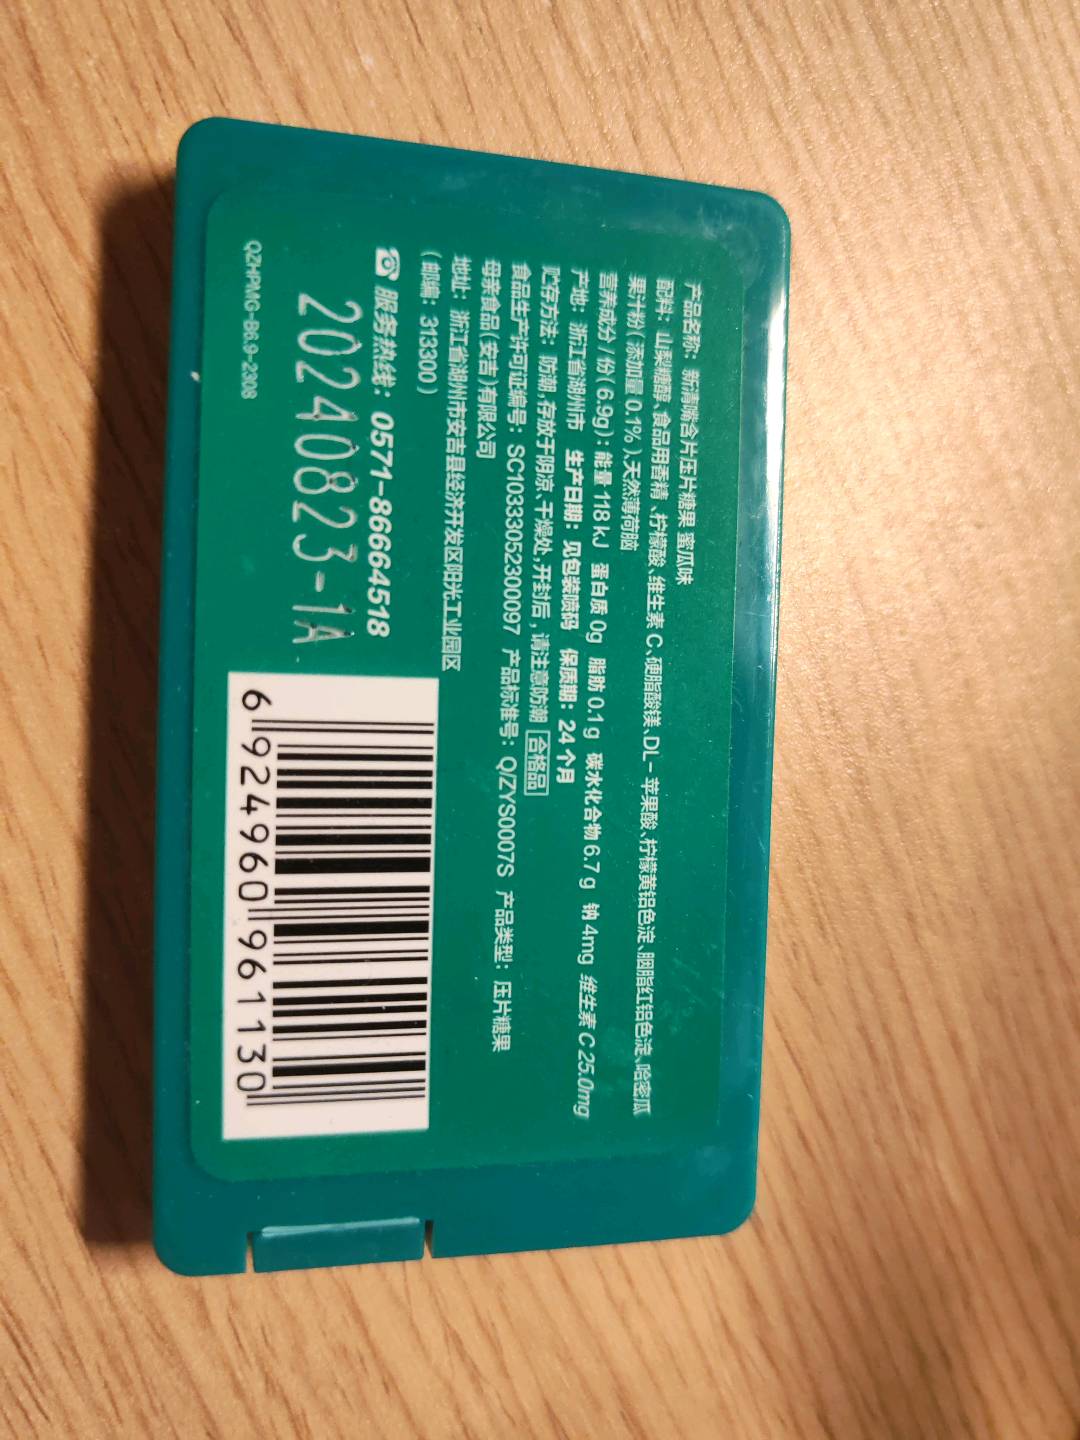 产品名称：新清嘴含片压片糖果 蜜瓜味
配料：山梨糖醇、食品用香精、柠檬酸、维生素C、硬脂酸镁、DL-苹果酸、柠檬黄铝色淀、胭脂红铝色淀、哈密瓜
果汁粉(添加量0.1%)、天然薄荷脑
营养成分/份(6.9g)：能量118kJ 蛋白质0g 脂肪0.1g 碳水化合物6.7g 钠4mg 维生素C 25.0mg
产地：浙江省湖州市 生产日期：见包装喷码 保质期：24个月
贮存方法：防潮,存放于阴凉、干燥处,开封后,请注意防潮 合格品
食品生产许可证编号：SC10333052300097 产品标准号：Q/ZYS0007S 产品类型：压片糖果
母亲食品(安吉)有限公司
地址：浙江省湖州市安吉县经济开发区阳光工业园区
(邮编：313300)
服务热线：0571-86664518
20240823-1A
QZHPMG-B6.9-2308
6 924960 961130